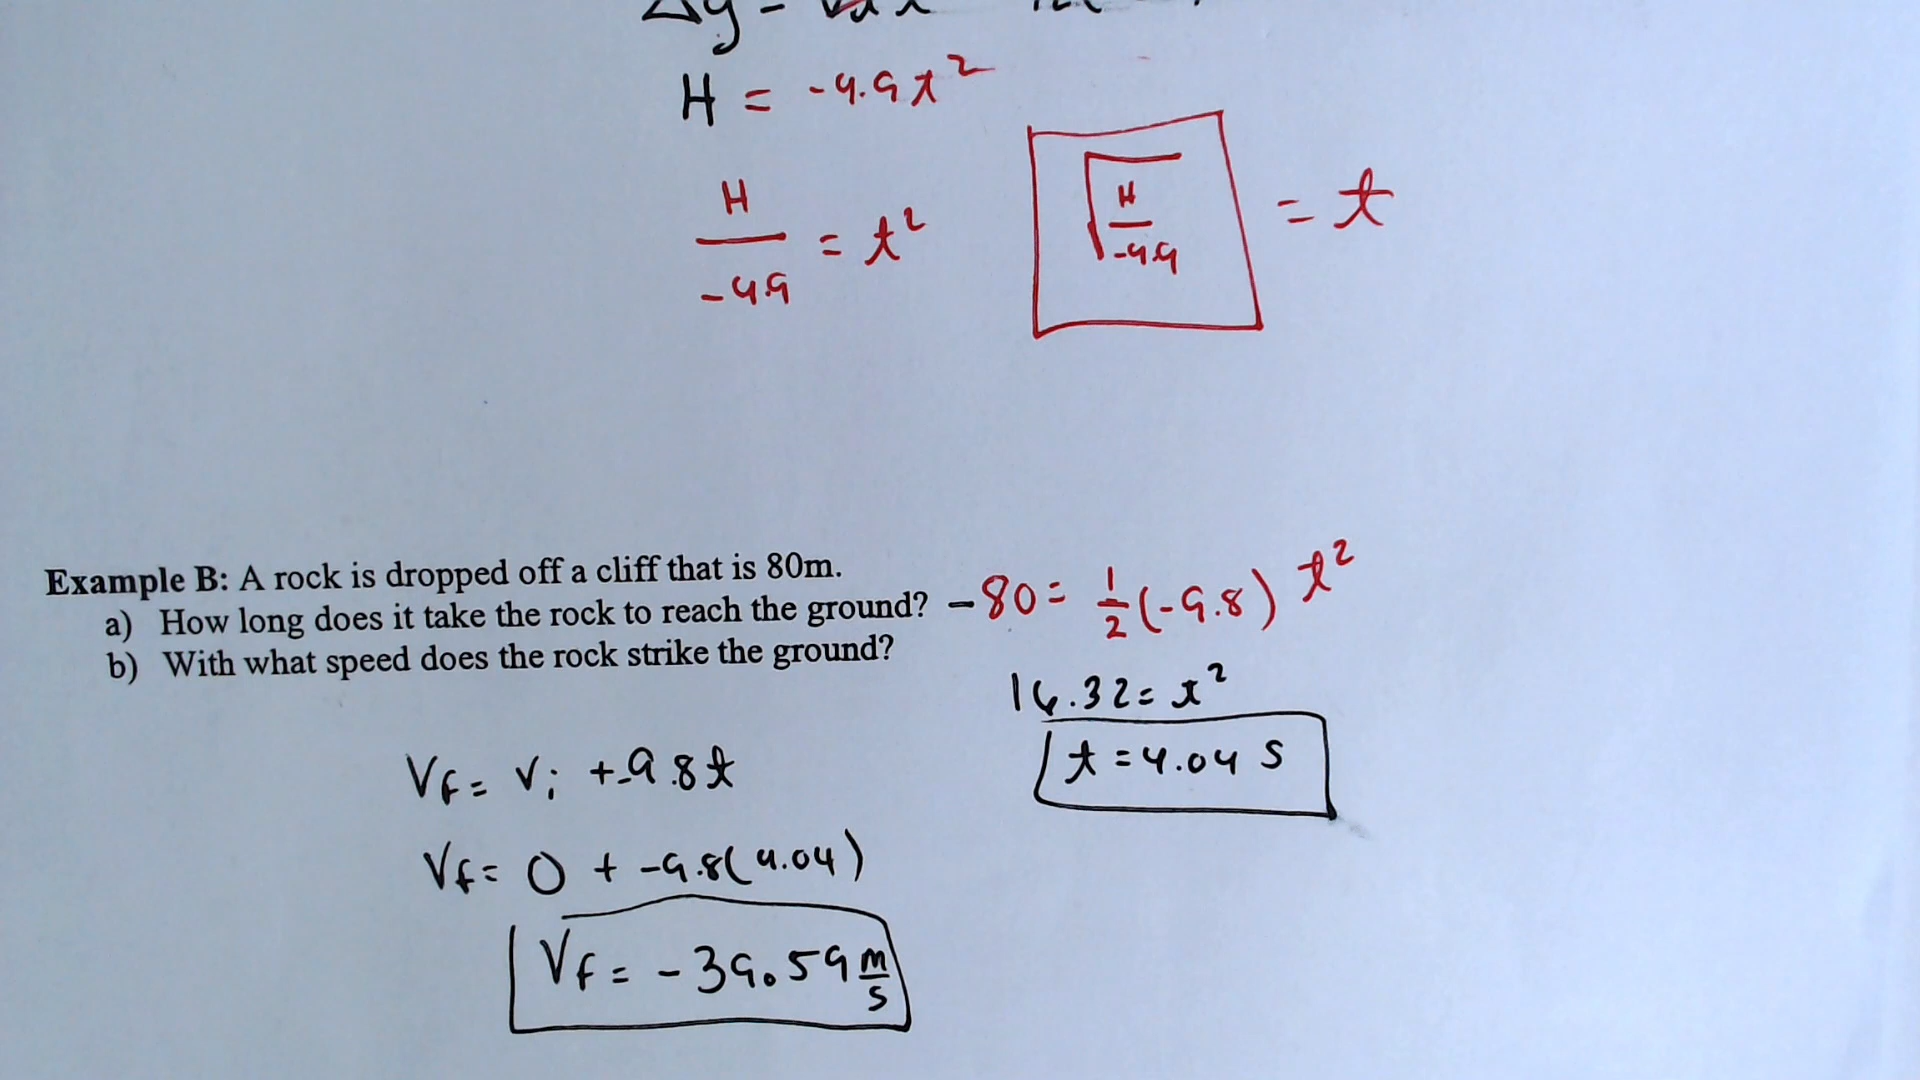 Δy =
H = -4.9t²
H/-4.9 = t²
√(H/-4.9) = t
Example B: A rock is dropped off a cliff that is 80m.
a) How long does it take the rock to reach the ground?
-80 = 1/2 (-9.8) t²
b) With what speed does the rock strike the ground?
16.32 = t²
t = 4.04 s
Vf = Vi + -9.8t
Vf = 0 + -9.8(4.04)
Vf = -39.59 m/s